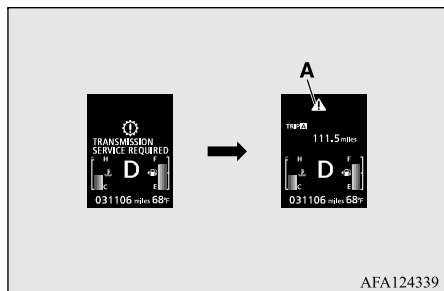 A
TRANSMISSION
SERVICE REQUIRED
H F
D
C E
031106 miles 68°F
TRIP A
111.5 miles
H F
D
C E
031106 miles 68°F
AFA124339